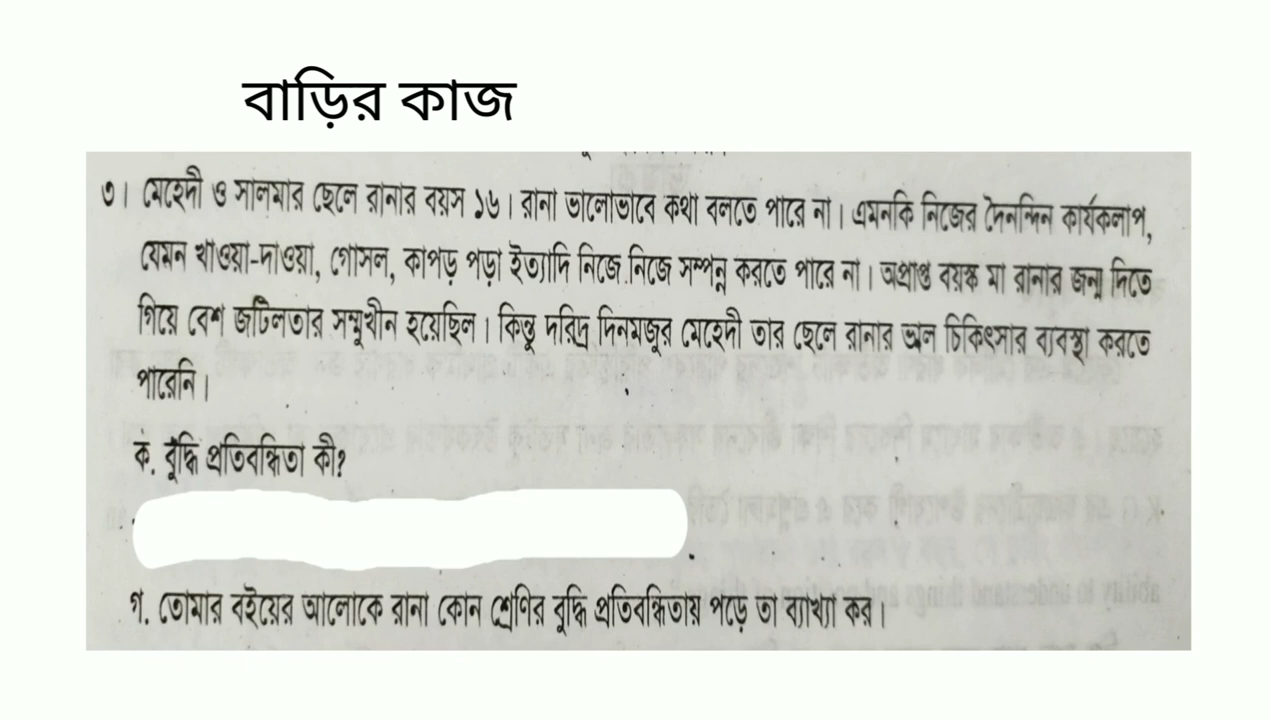 বাড়ির কাজ
৩। মেহেদী ও সালমার ছেলে রানার বয়স ১৬। রানা ভালোভাবে কথা বলতে পারে না। এমনকি নিজের দৈনন্দিন কার্যকলাপ,
যেমন খাওয়া-দাওয়া, গোসল, কাপড় পড়া ইত্যাদি নিজে নিজে সম্পন্ন করতে পারে না। অপ্রাপ্ত বয়স্ক মা রানার জন্ম দিতে
গিয়ে বেশ জটিলতার সম্মুখীন হয়েছিল। কিন্তু দরিদ্র দিনমজুর মেহেদী তার ছেলে রানার ভাল চিকিৎসার ব্যবস্থা করতে
পারেনি।
ক. বুদ্ধি প্রতিবন্ধিতা কী?
গ. তোমার বইয়ের আলোকে রানা কোন শ্রেণির বুদ্ধি প্রতিবন্ধিতায় পড়ে তা ব্যাখ্যা কর।